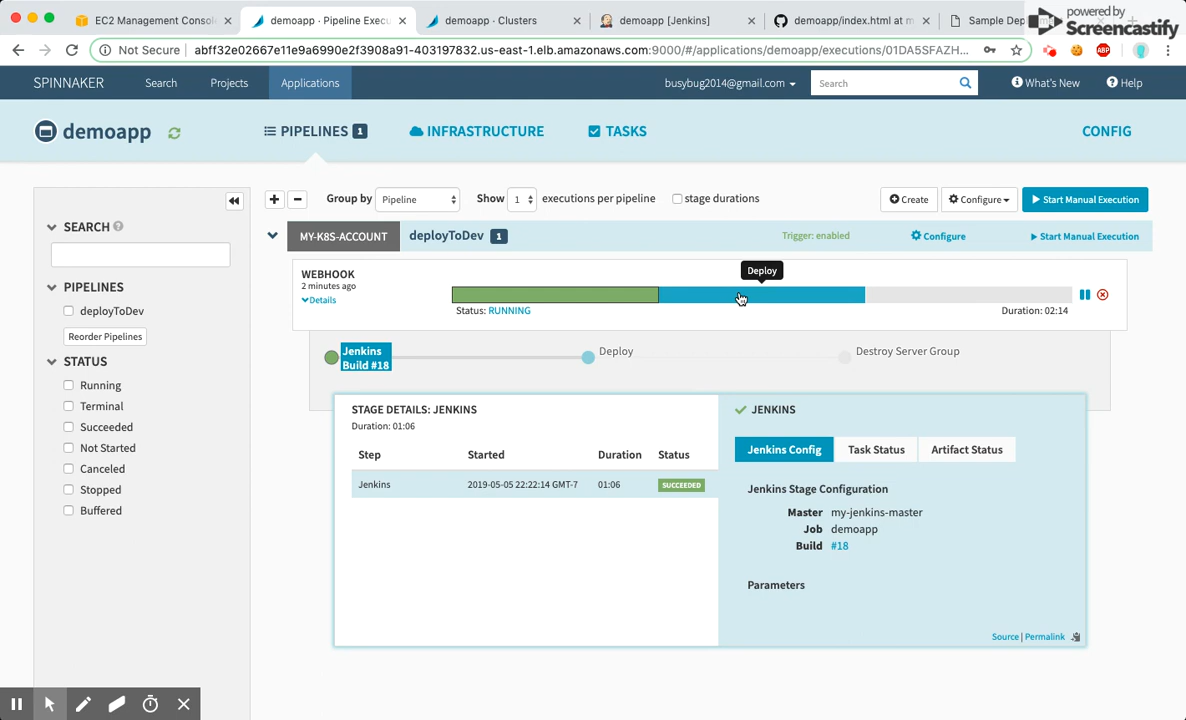 EC2 Management Console
demoapp · Pipeline Execu
demoapp · Clusters
demoapp [Jenkins]
demoapp/index.html at m
Sample Dep
powered by
Screencastify
Not Secure
abff32e02667e11e9a6990e2f3908a91-403197832.us-east-1.elb.amazonaws.com:9000/#/applications/demoapp/executions/01DA5SFAZH...
ABP
SPINNAKER
Search
Projects
Applications
busybug2014@gmail.com
Search
What's New
Help
demoapp
PIPELINES 1
INFRASTRUCTURE
TASKS
CONFIG
Group by
Pipeline
Show
1
executions per pipeline
stage durations
Create
Configure
Start Manual Execution
SEARCH
PIPELINES
deployToDev
Reorder Pipelines
STATUS
Running
Terminal
Succeeded
Not Started
Canceled
Stopped
Buffered
MY-K8S-ACCOUNT
deployToDev 1
Trigger: enabled
Configure
Start Manual Execution
WEBHOOK
2 minutes ago
Details
Deploy
Status: RUNNING
Duration: 02:14
Jenkins
Build #18
Deploy
Destroy Server Group
STAGE DETAILS: JENKINS
Duration: 01:06
Step Started Duration Status
Jenkins 2019-05-05 22:22:14 GMT-7 01:06 SUCCEEDED
JENKINS
Jenkins Config
Task Status
Artifact Status
Jenkins Stage Configuration
Master my-jenkins-master
Job demoapp
Build #18
Parameters
Source | Permalink